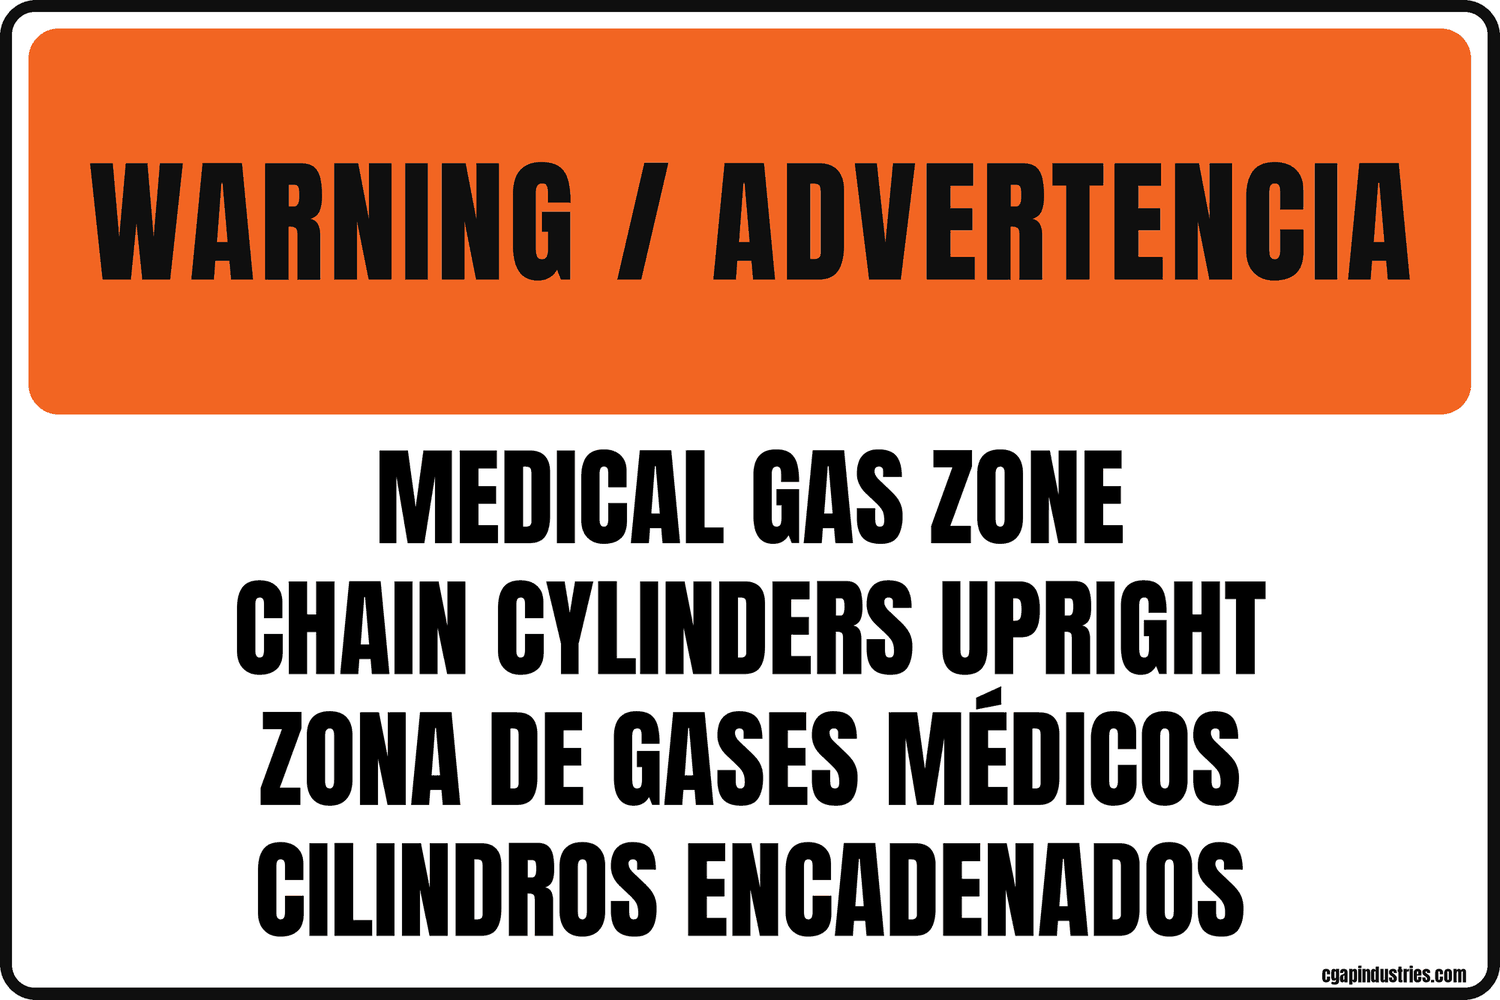 WARNING / ADVERTENCIA
MEDICAL GAS ZONE
CHAIN CYLINDERS UPRIGHT
ZONA DE GASES MÉDICOS
CILINDROS ENCADENADOS
cgapindustries.com